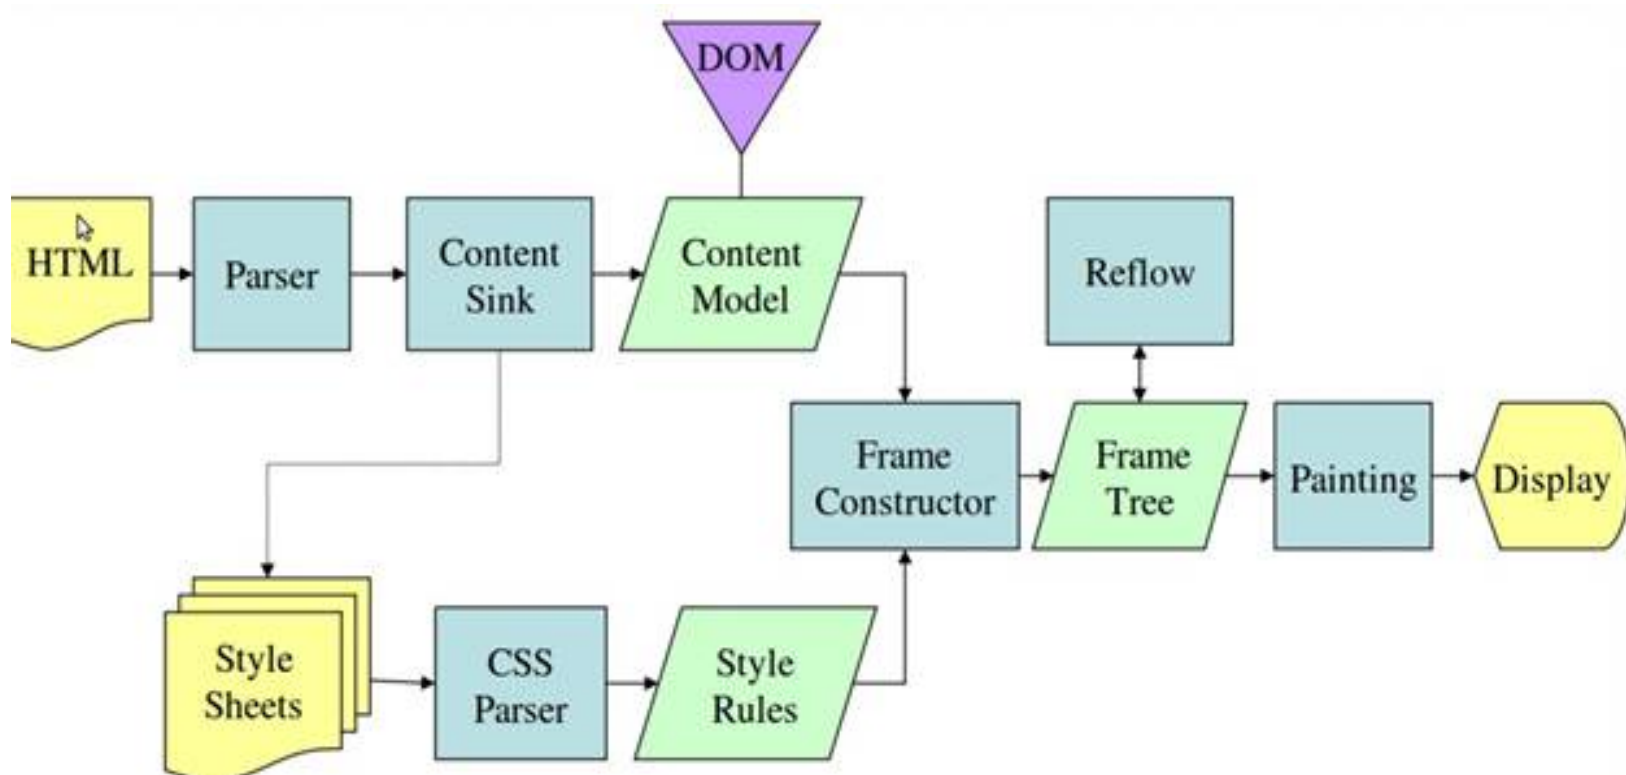 DOM
HTML
Parser
Content
Sink
Content
Model
Reflow
Frame
Constructor
Frame
Tree
Painting
Display
Style
Sheets
CSS
Parser
Style
Rules